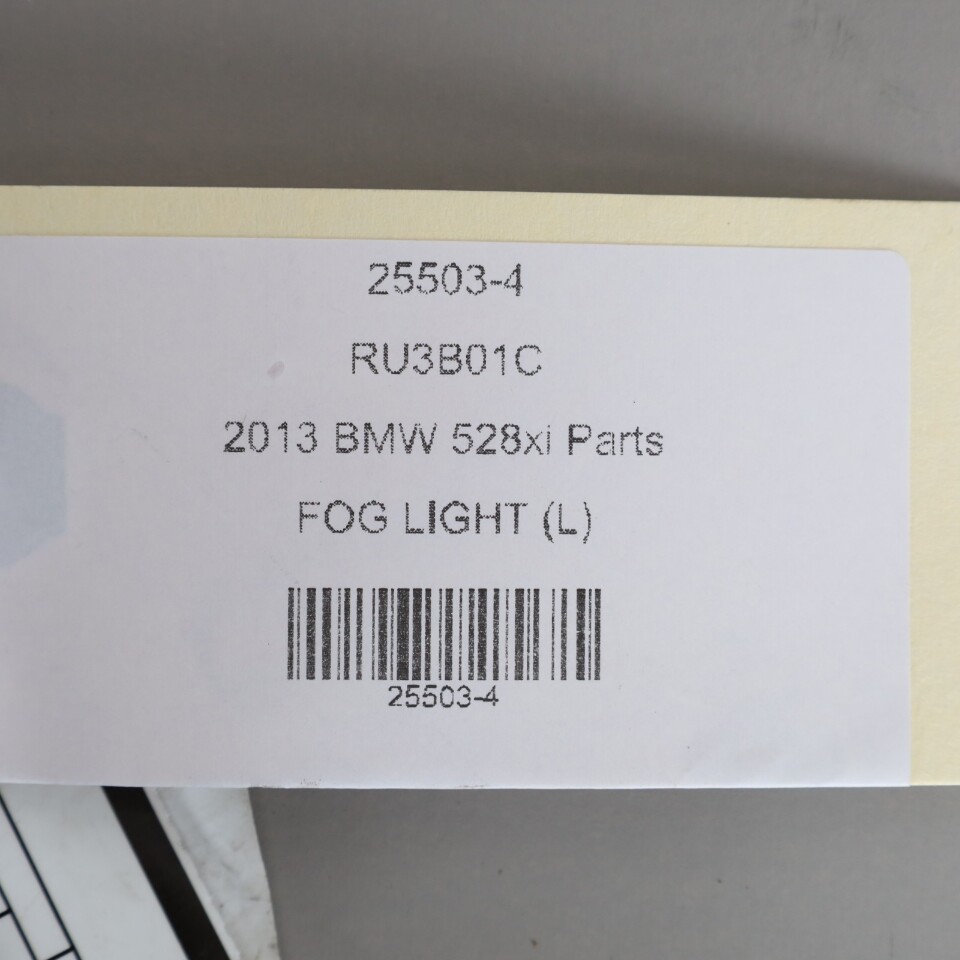 25503-4
RU3B01C
2013 BMW 528xi Parts
FOG LIGHT (L)
25503-4